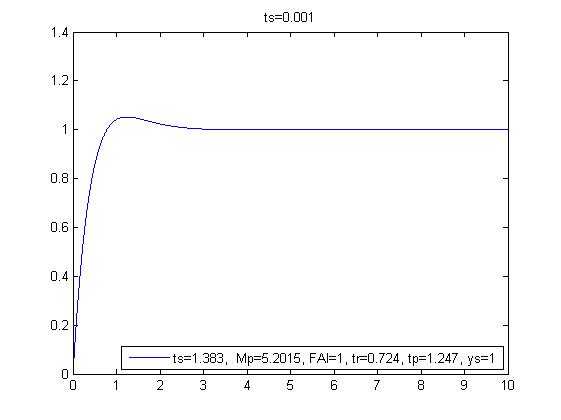 ts=0.001
1.4
1.2
1
0.8
0.6
0.4
0.2
0
ts=1.383, Mp=5.2015, FAI=1, tr=0.724, tp=1.247, ys=1
0 1 2 3 4 5 6 7 8 9 10